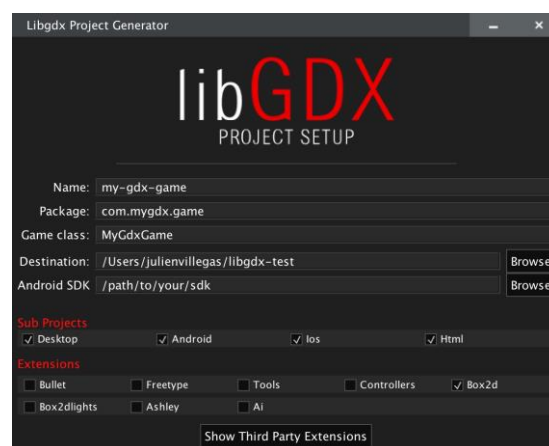 Libgdx Project Generator
libGDX
PROJECT SETUP
Name: my-gdx-game
Package: com.mygdx.game
Game class: MyGdxGame
Destination: /Users/julienvillegas/libgdx-test Browse
Android SDK /path/to/your/sdk Browse
Sub Projects
Desktop Android Ios Html
Extensions
Bullet Freetype Tools Controllers Box2d
Box2dlights Ashley Ai
Show Third Party Extensions